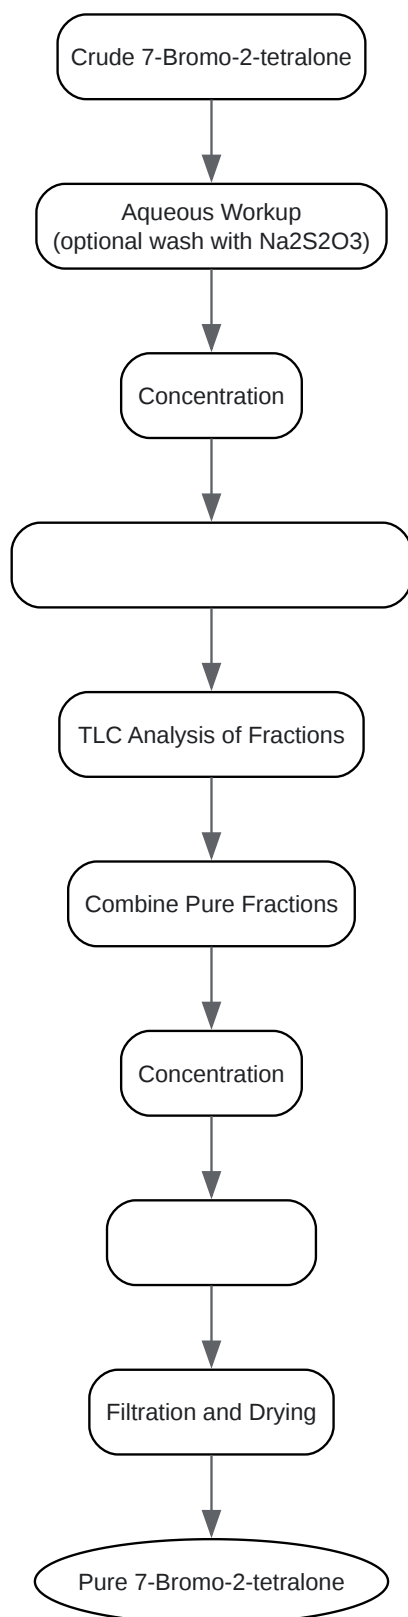 Crude 7-Bromo-2-tetralone
Aqueous Workup
(optional wash with Na2S2O3)
Concentration
TLC Analysis of Fractions
Combine Pure Fractions
Concentration
Filtration and Drying
Pure 7-Bromo-2-tetralone